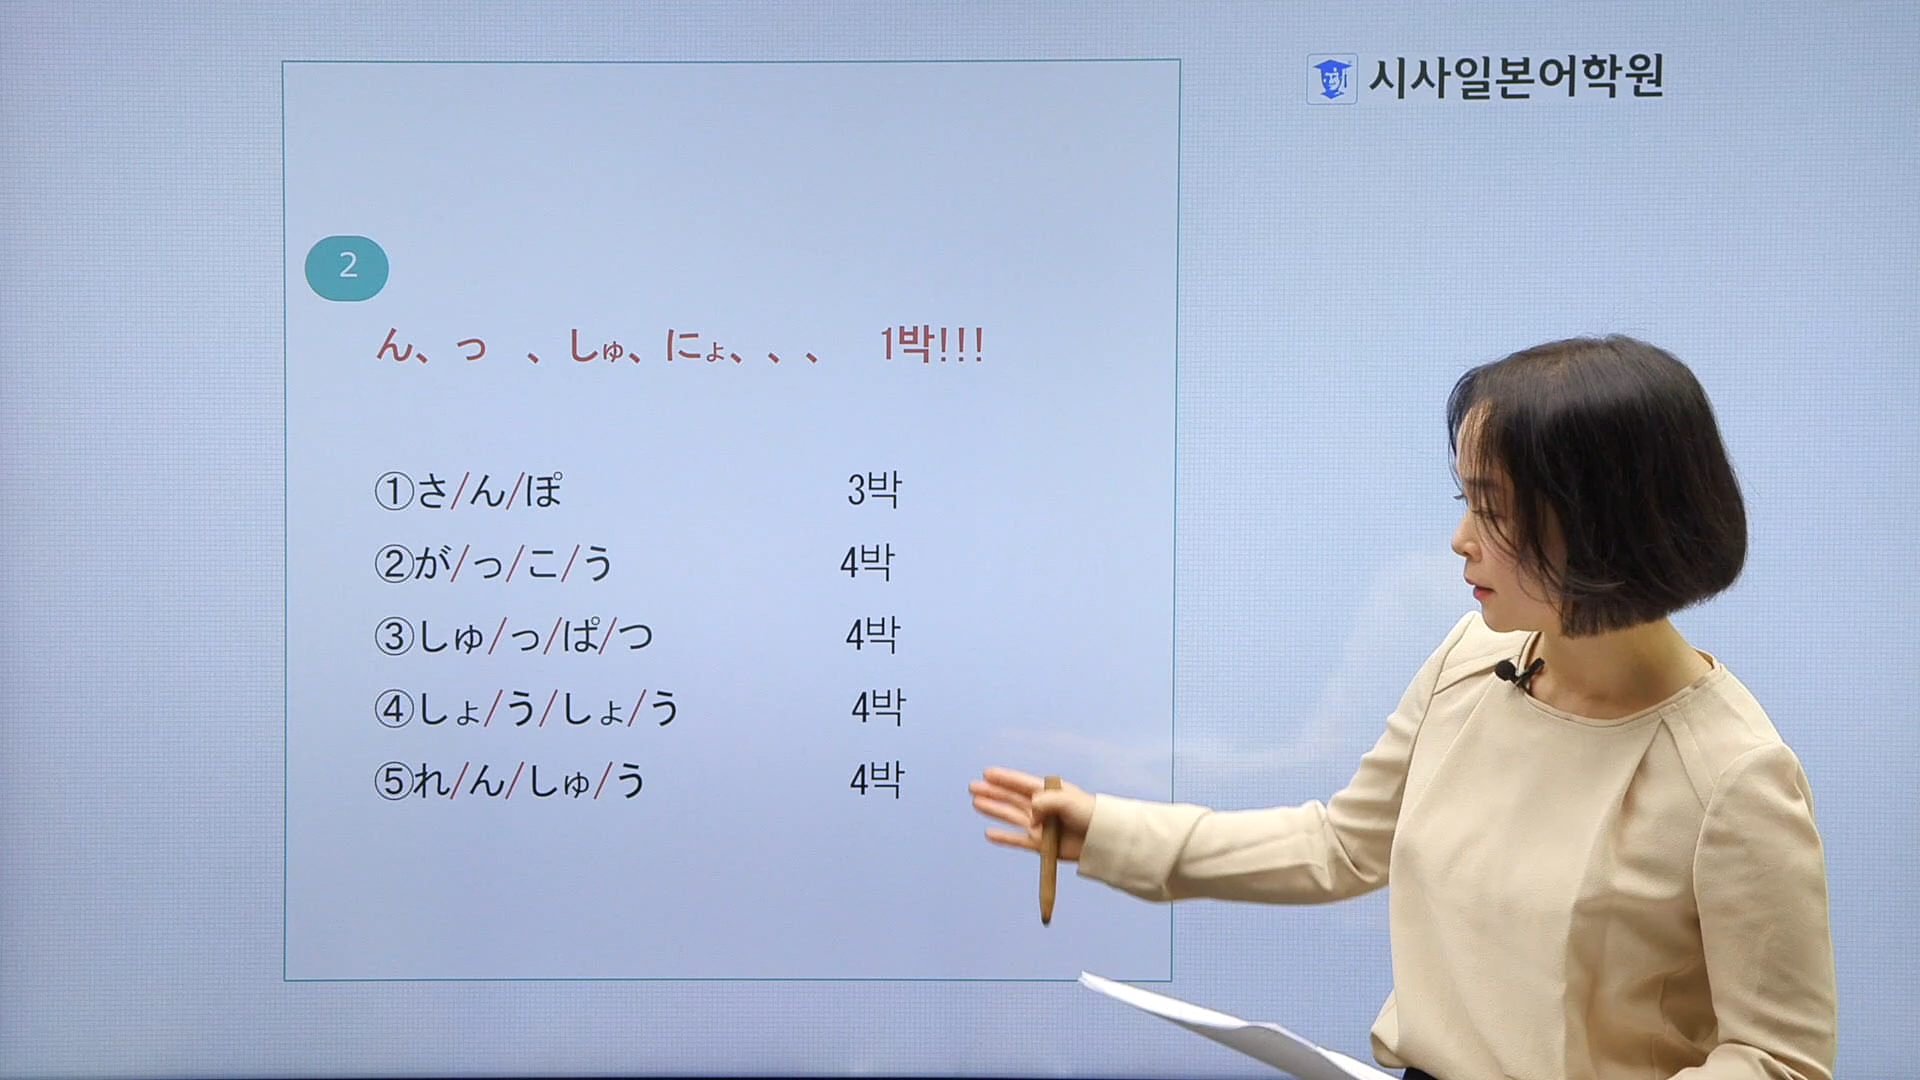 시사일본어학원
2
ん、っ 、しゅ、にょ、、、 1박!!!
①さ/ん/ぽ 3박
②が/っ/こ/う 4박
③しゅ/っ/ぱ/つ 4박
④しょ/う/しょ/う 4박
⑤れ/ん/しゅ/う 4박